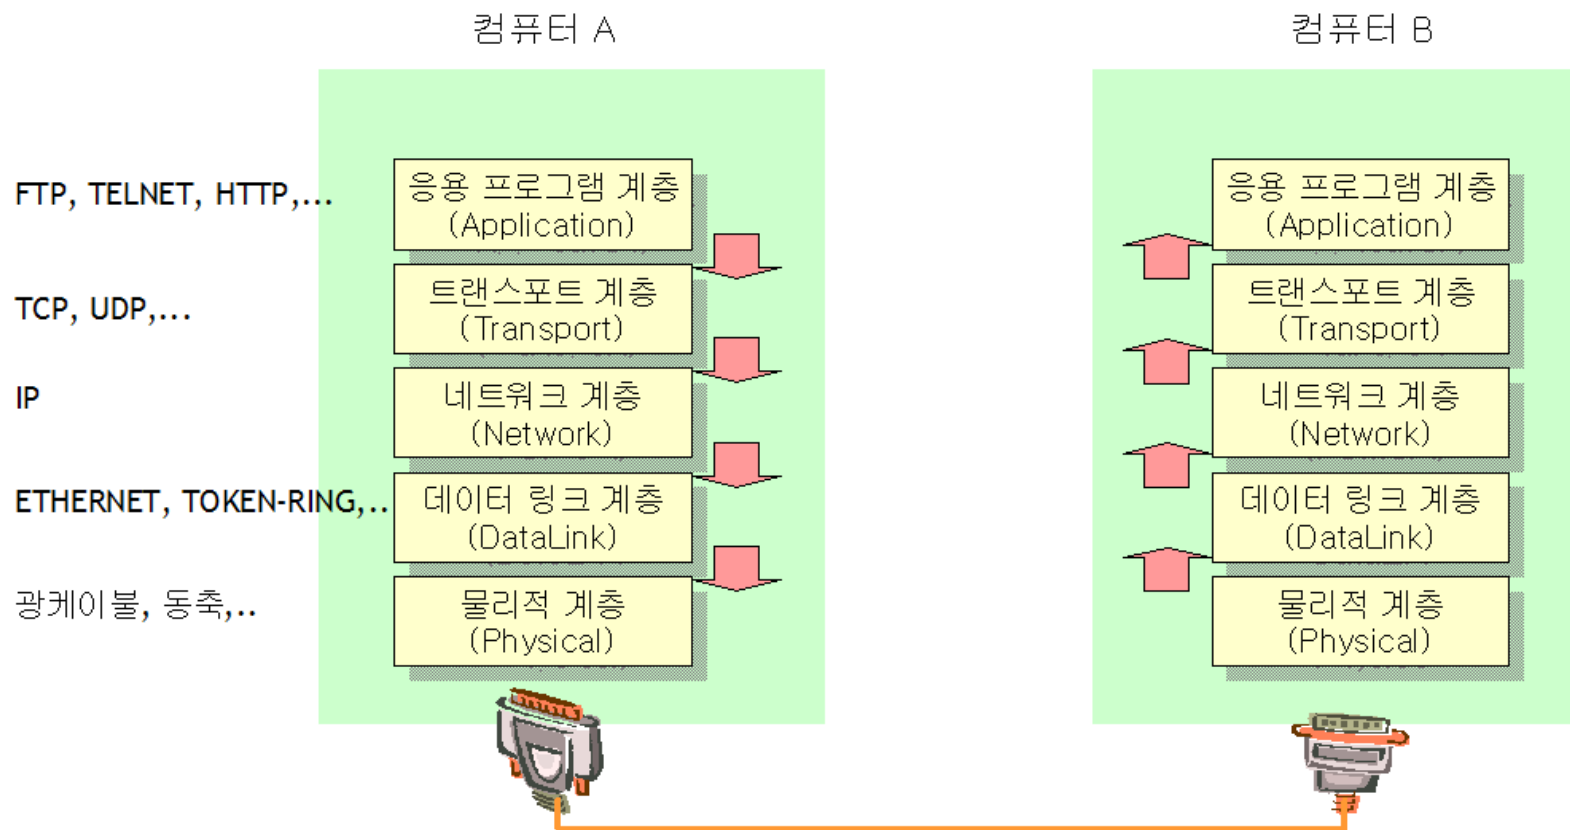 컴퓨터 A
컴퓨터 B
FTP, TELNET, HTTP,...
응용 프로그램 계층
(Application)
응용 프로그램 계층
(Application)
TCP, UDP,...
트랜스포트 계층
(Transport)
트랜스포트 계층
(Transport)
IP
네트워크 계층
(Network)
네트워크 계층
(Network)
ETHERNET, TOKEN-RING,..
데이터 링크 계층
(DataLink)
데이터 링크 계층
(DataLink)
광케이블, 동축,..
물리적 계층
(Physical)
물리적 계층
(Physical)